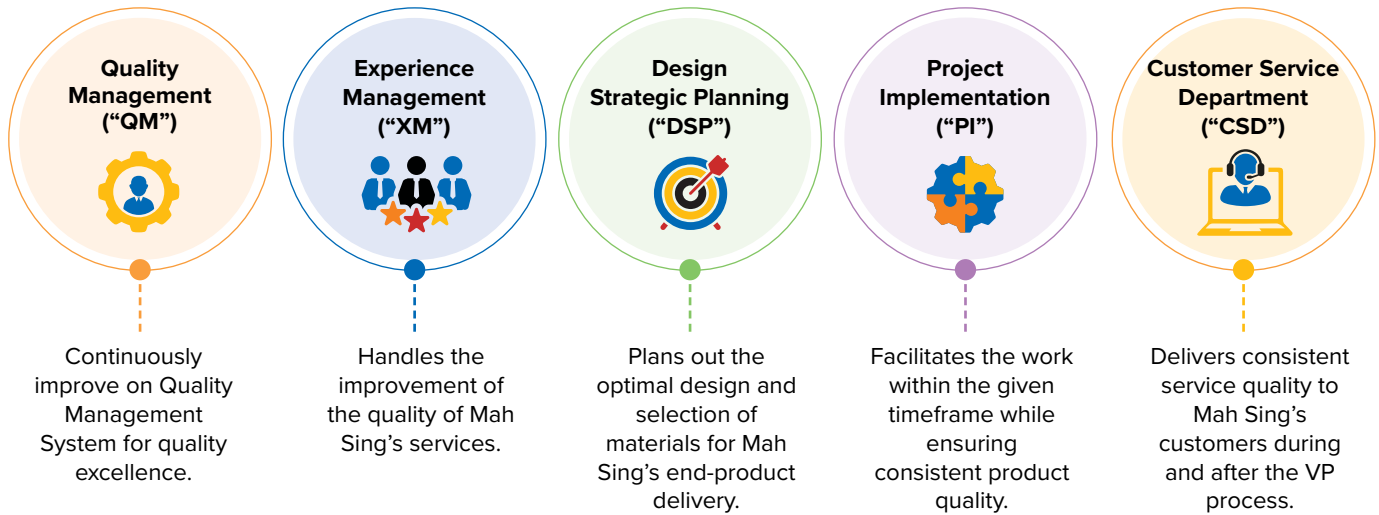 Quality
Management
(“QM”)
Continuously
improve on Quality
Management
System for quality
excellence.
Experience
Management
(“XM”)
Handles the
improvement of
the quality of Mah
Sing’s services.
Design
Strategic Planning
(“DSP”)
Plans out the
optimal design and
selection of
materials for Mah
Sing’s end-product
delivery.
Project
Implementation
(“PI”)
Facilitates the work
within the given
timeframe while
ensuring
consistent product
quality.
Customer Service
Department
(“CSD”)
Delivers consistent
service quality to
Mah Sing’s
customers during
and after the VP
process.